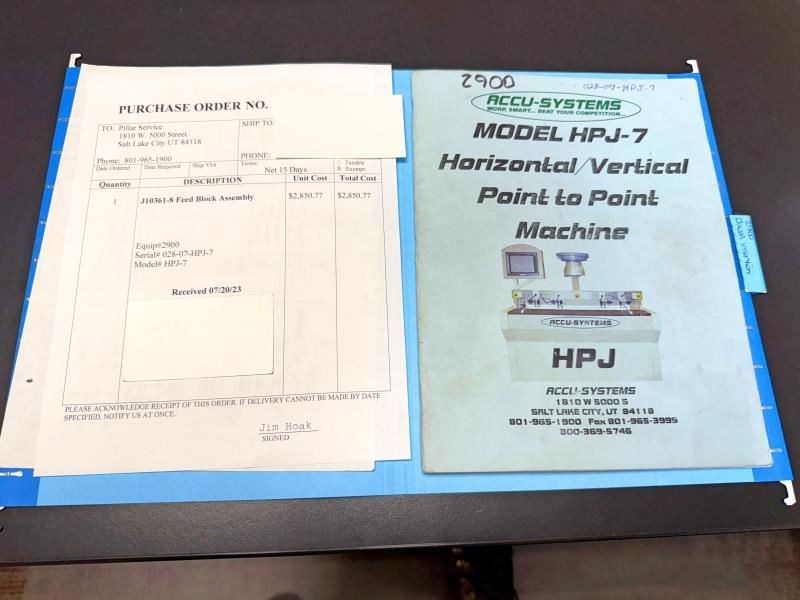 PURCHASE ORDER NO.
TO: Pillar Service
1810 W. 5000 Street.
Salt Lake City UT 84118
Phone: 801-965-1900
SHIP TO:
PHONE:
Date Ordered Date Required Ship VIA Terms: Net 15 Days
Taxable
X Exempt
Quantity DESCRIPTION Unit Cost Total Cost
1 J10361-8 Feed Block Assembly $2,850.77 $2,850.77
Equip#2900
Serial# 028-07-HPJ-7
Model# HPJ-7
Received 07/20/23
PLEASE ACKNOWLEDGE RECEIPT OF THIS ORDER. IF DELIVERY CANNOT BE MADE BY DATE
SPECIFIED, NOTIFY US AT ONCE.
Jim Hoak
SIGNED
2900
028-07-HPJ-7
ACCU-SYSTEMS
WORK SMART... BEAT YOUR COMPETITION...
MODEL HPJ-7
Horizontal/Vertical
Point to Point
Machine
ACCU-SYSTEMS
HPJ
ACCU-SYSTEMS
1810 W 5000 S
SALT LAKE CITY, UT 84118
801-965-1900 Fax 801-965-3995
800-369-5746
2900
Dowel Insertion